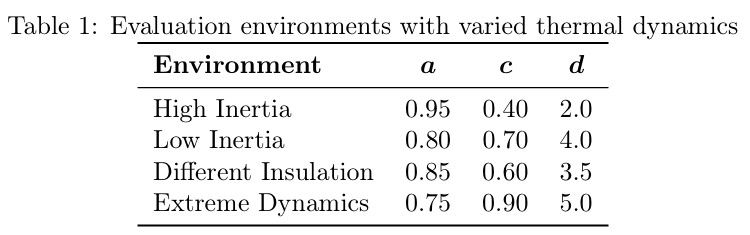 Table 1: Evaluation environments with varied thermal dynamics
Environment a c d
High Inertia 0.95 0.40 2.0
Low Inertia 0.80 0.70 4.0
Different Insulation 0.85 0.60 3.5
Extreme Dynamics 0.75 0.90 5.0